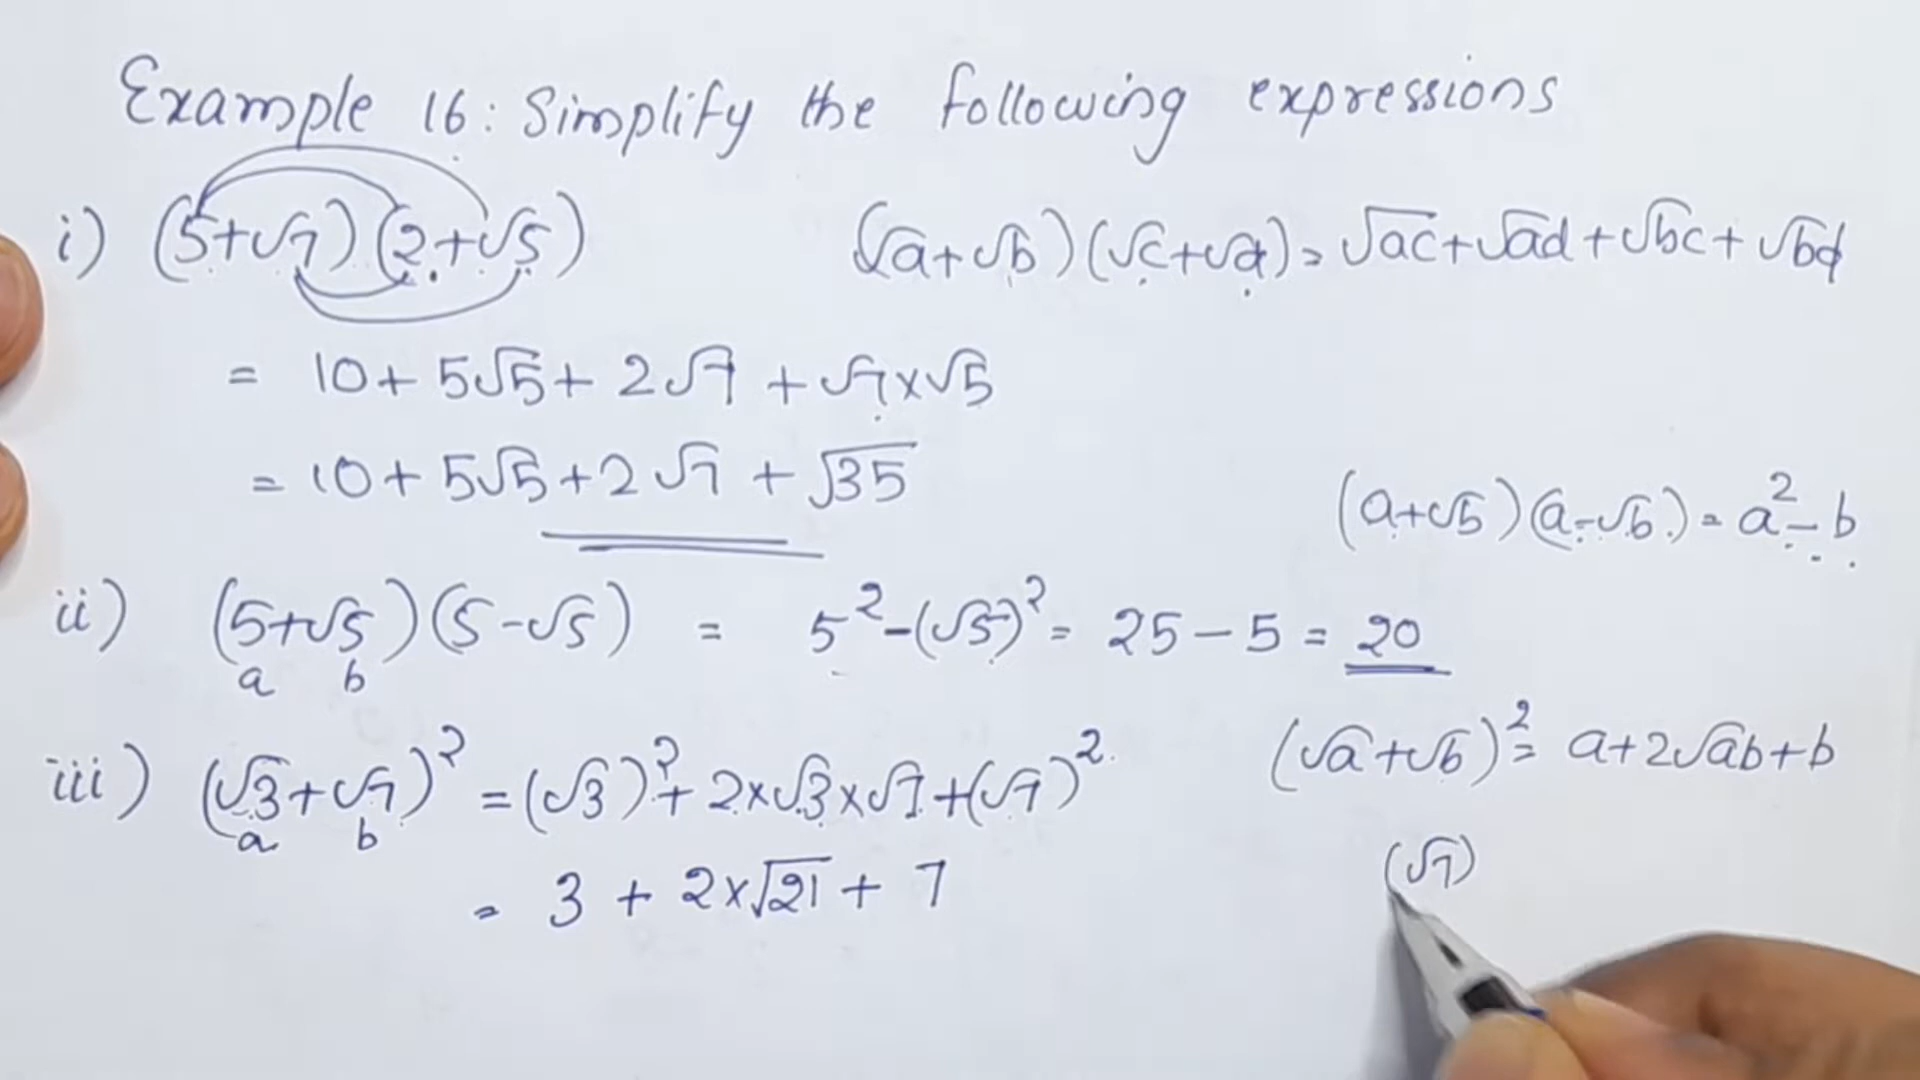 Example 16: Simplify the following expressions
i) (5+√7)(2+√5) (√a+√b)(√c+√d)=√ac+√ad+√bc+√bd
= 10+5√5+2√7+√7×√5
= 10+5√5+2√7+√35
(a+√b)(a-√b)=a²-b
ii) (5+√5)(5-√5) = 5²-(√5)²= 25-5 = 20
a b
iii) (√3+√7)²=(√3)²+2×√3×√7+(√7)² (√a+√b)²= a+2√ab+b
a b
= 3 + 2×√21 + 7 (√7)